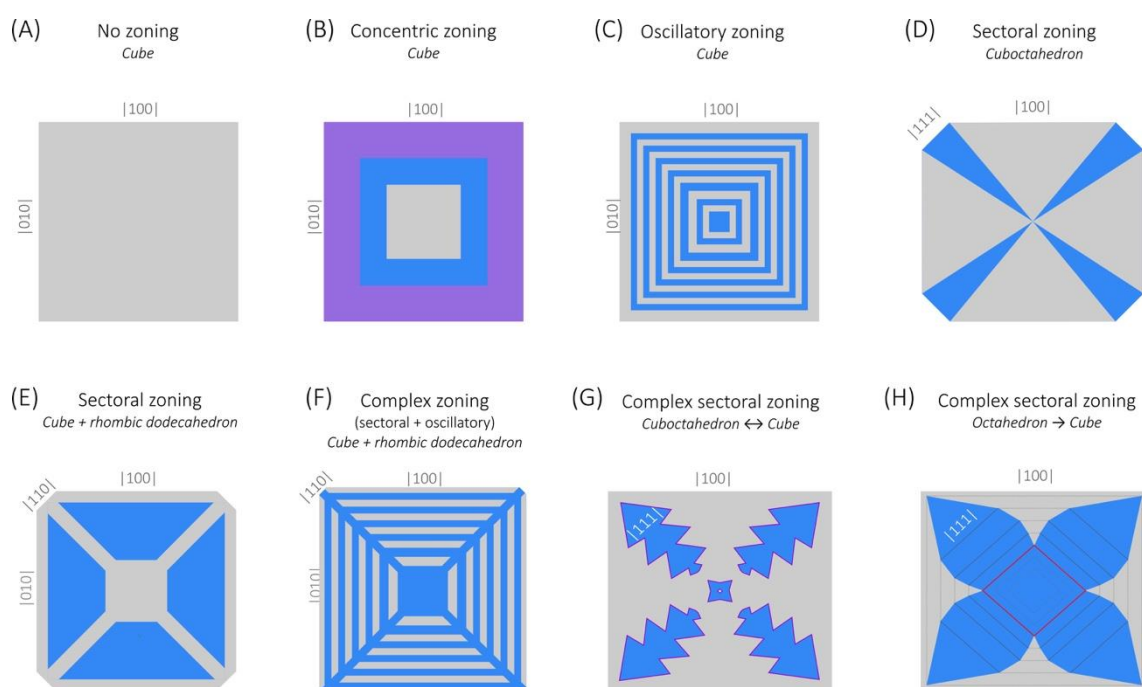 (A)
No zoning
Cube
|100|
|010|
(B)
Concentric zoning
Cube
|100|
|010|
(C)
Oscillatory zoning
Cube
|100|
|010|
(D)
Sectoral zoning
Cuboctahedron
|111|
|100|
(E)
Sectoral zoning
Cube + rhombic dodecahedron
|110|
|100|
|010|
(F)
Complex zoning
(sectoral + oscillatory)
Cube + rhombic dodecahedron
|110|
|100|
|010|
(G)
Complex sectoral zoning
Cuboctahedron ↔ Cube
|100|
|111|
(H)
Complex sectoral zoning
Octahedron → Cube
|100|
|111|